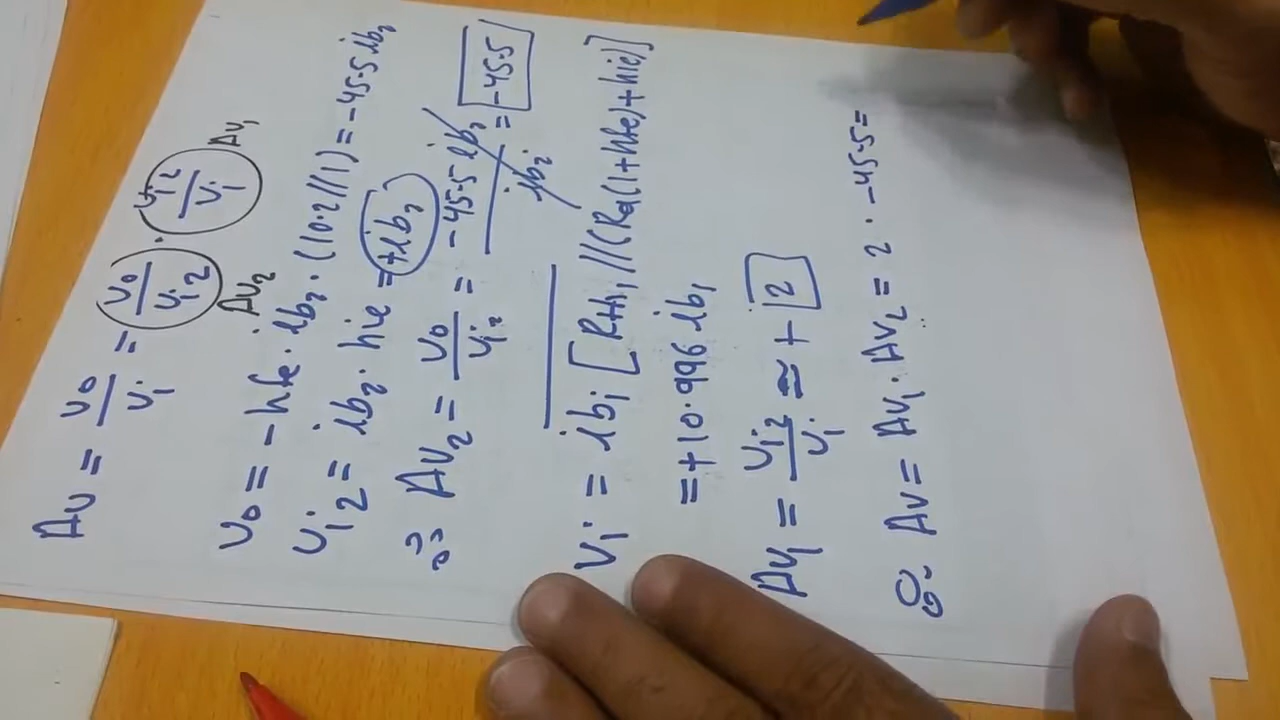 Av = vo/vi = vo/vi2 · vi2/vi
Av2 Av1
vo = -hfe · ib2 · (10.2//1) = -45.5 ib2
vi2 = ib2 · hie = +ib2
∴ Av2 = vo/vi2 = -45.5 ib2/ib2 = -45.5
vi = ib1 [Rth1//(Ra(1+hfe)+hie)]
= +10.996 ib1
Av1 = vi2/vi ≅ +2
Av = Av1 · Av2 = 2 · -45.5 =